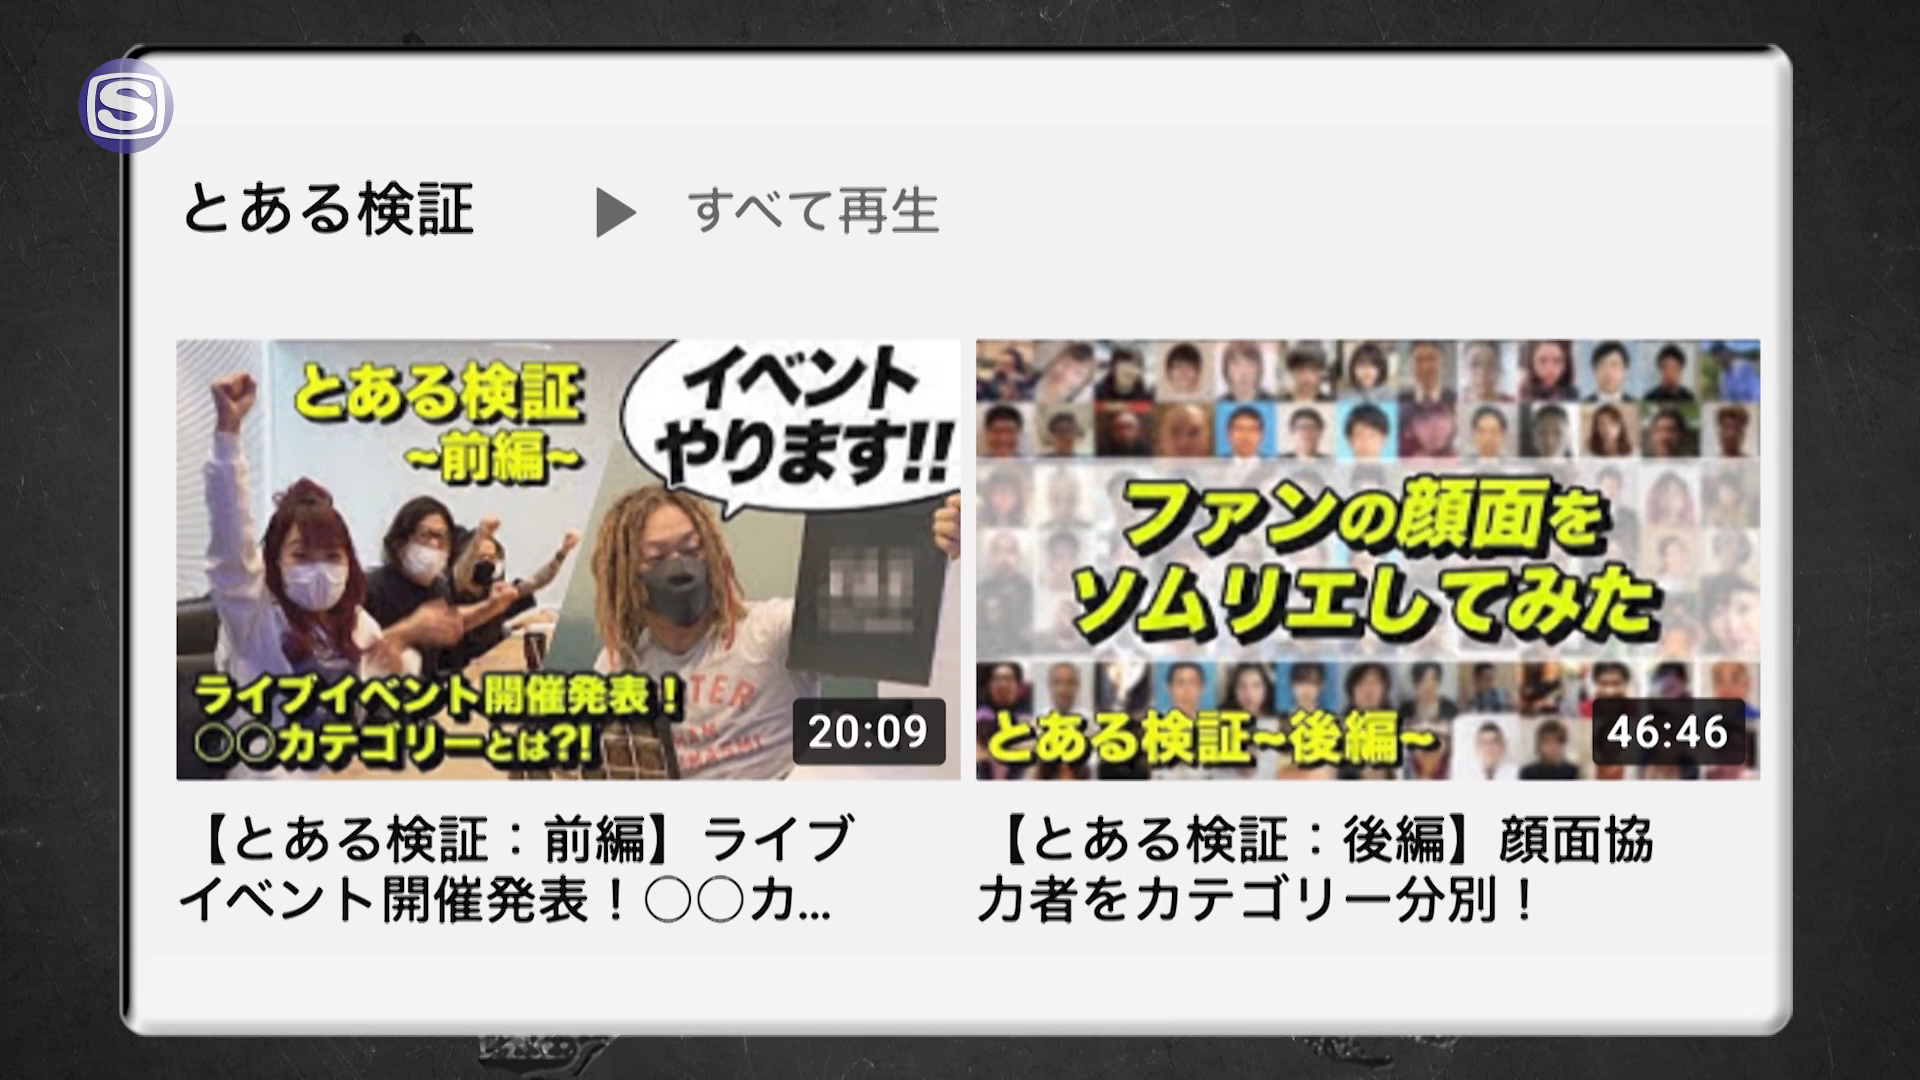 S
とある検証 ▶ すべて再生
とある検証
~前編~
イベント
やります!!
ライブイベント開催発表！
○○カテゴリーとは?!
20:09
ファンの顔面を
ソムリエしてみた
とある検証~後編~
46:46
【とある検証：前編】ライブ
イベント開催発表！○○カ...
【とある検証：後編】顔面協
力者をカテゴリー分別！